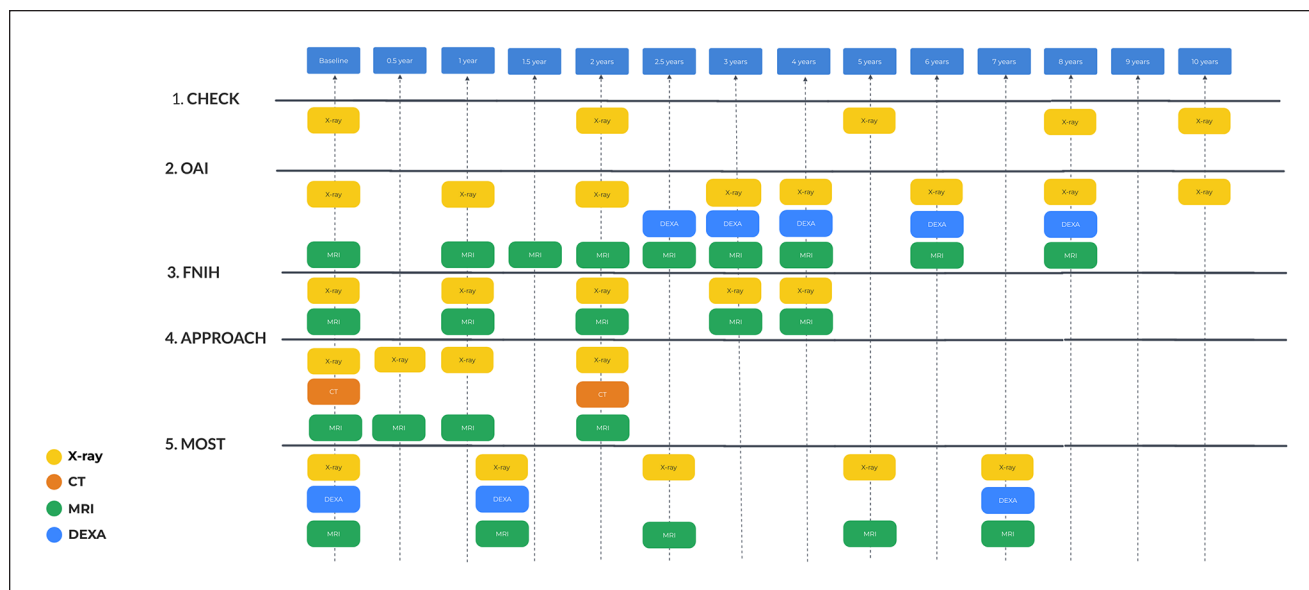 Baseline 0.5 year 1 year 1.5 year 2 years 2.5 years 3 years 4 years 5 years 6 years 7 years 8 years 9 years 10 years
1. CHECK
X-ray X-ray X-ray X-ray X-ray
2. OAI
X-ray X-ray X-ray X-ray X-ray X-ray X-ray X-ray
DEXA DEXA DEXA DEXA DEXA
MRI MRI MRI MRI MRI MRI MRI MRI MRI
3. FNIH
X-ray X-ray X-ray X-ray X-ray
MRI MRI MRI MRI MRI
4. APPROACH
X-ray X-ray X-ray X-ray
CT CT
MRI MRI MRI MRI
5. MOST
X-ray X-ray X-ray X-ray X-ray
DEXA DEXA DEXA
MRI MRI MRI MRI MRI
X-ray
CT
MRI
DEXA